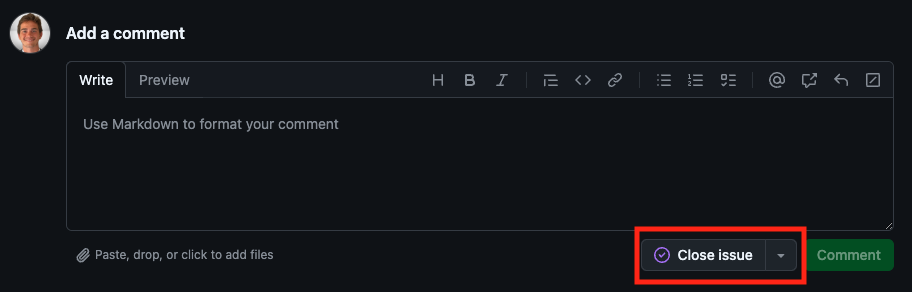 Add a comment
Write Preview
Use Markdown to format your comment
Paste, drop, or click to add files
Close issue
Comment